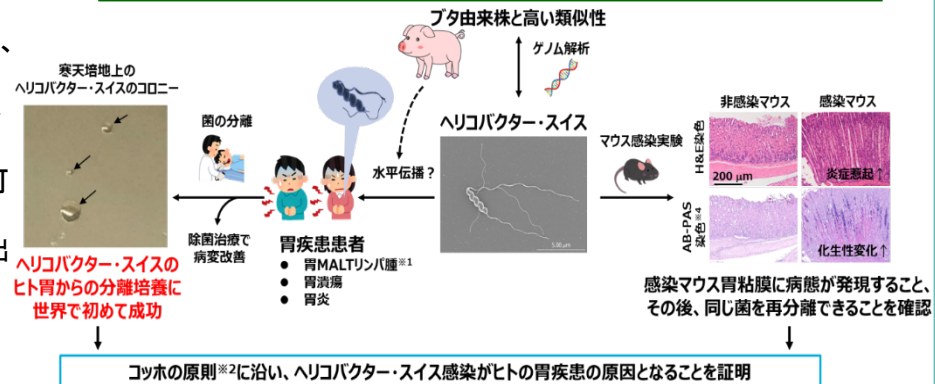 ブタ由来株と高い類似性
ゲノム解析
、
寒天培地上の
ヘリコバクター・スイスのコロニー
菌の分離
水平伝播？
ヘリコバクター・スイス
マウス感染実験
非感染マウス
感染マウス
H&E染色
200 μm
炎症惹起↑
AB-PAS
染色※4
化生性変化↑
5.00 μm
除菌治療で
病変改善
胃疾患患者
● 胃MALTリンパ腫※1
● 胃潰瘍
● 胃炎
出
ヘリコバクター・スイスの
ヒト胃からの分離培養に
世界で初めて成功
感染マウス胃粘膜に病態が発現すること、
その後、同じ菌を再分離できることを確認
コッホの原則※2に沿い、ヘリコバクター・スイス感染がヒトの胃疾患の原因となることを証明